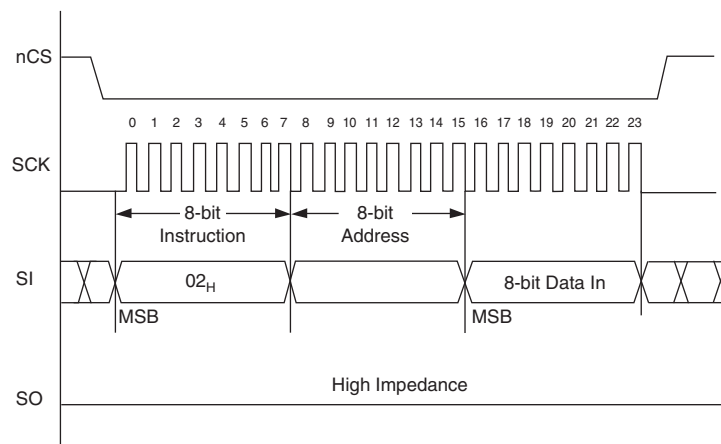 nCS
0 1 2 3 4 5 6 7 8 9 10 11 12 13 14 15 16 17 18 19 20 21 22 23
SCK
8-bit
Instruction
8-bit
Address
SI
02H
8-bit Data In
MSB
MSB
High Impedance
SO